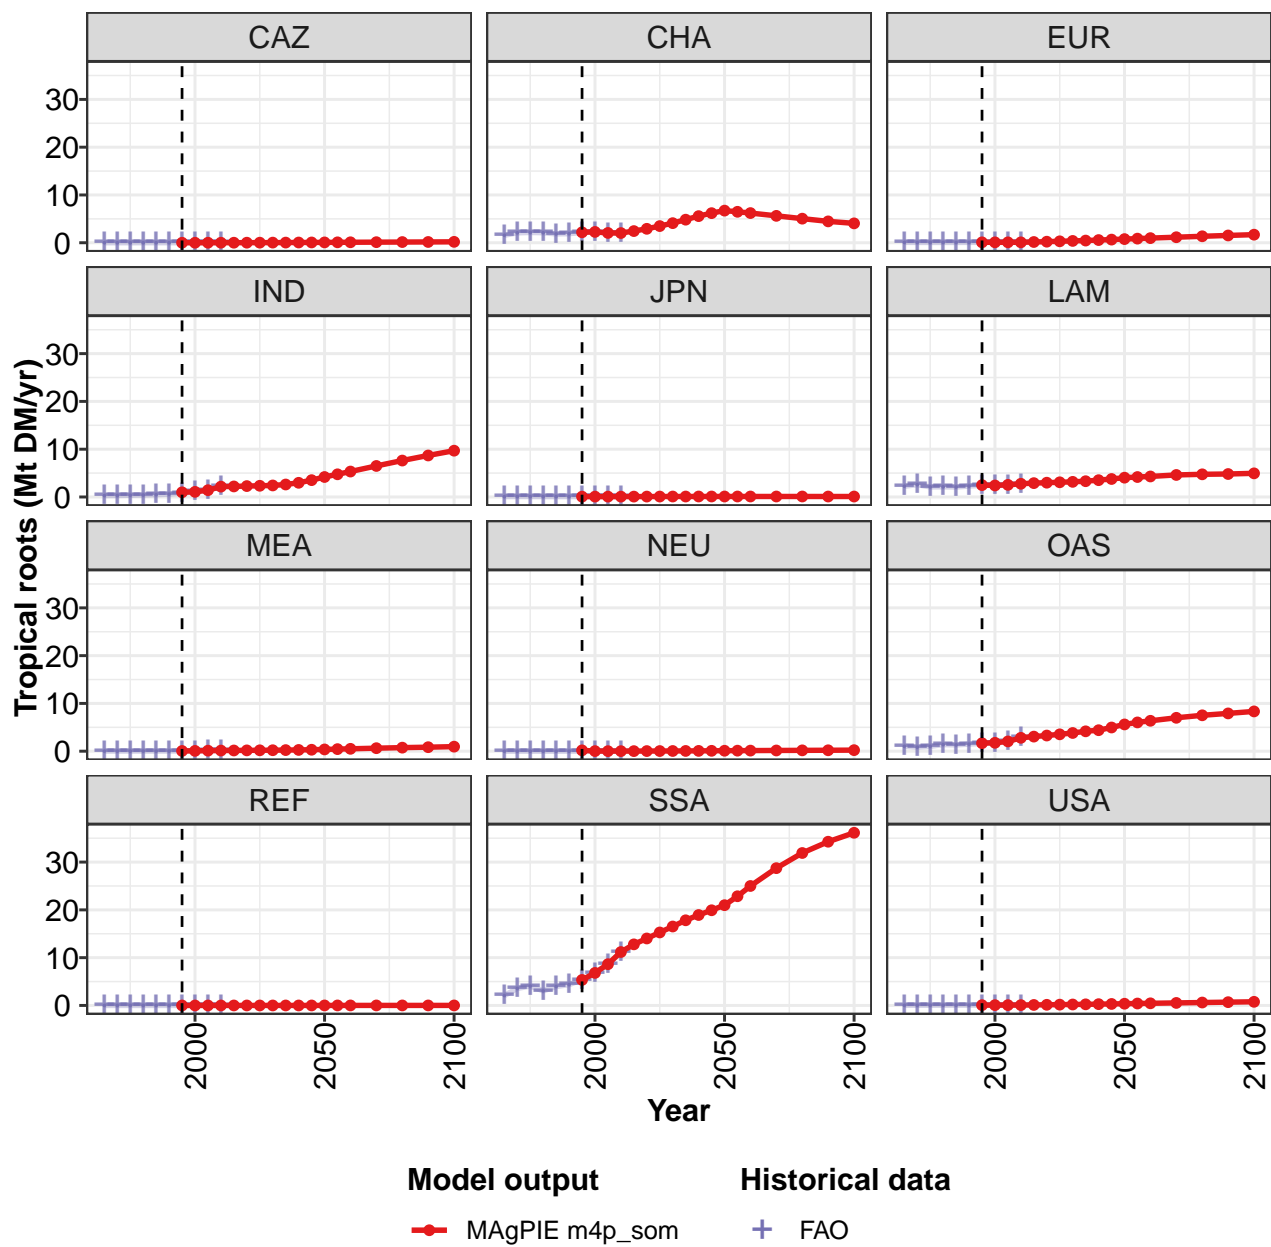 CAZ CHA EUR
30
20
10
0
IND JPN LAM
30
20
10
0
MEA NEU OAS
30
20
10
0
REF SSA USA
30
20
10
0
Tropical roots (Mt DM/yr)
2000 2050 2100 2000 2050 2100 2000 2050 2100
Year
Model output Historical data
MAgPIE m4p_som FAO